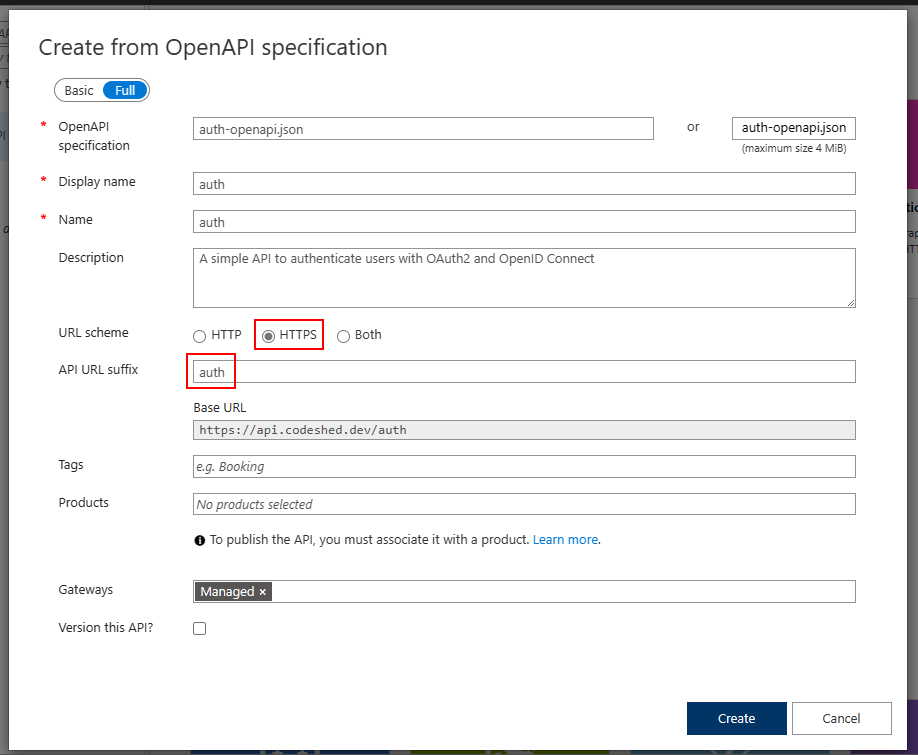 Create from OpenAPI specification
Basic Full
* OpenAPI specification
auth-openapi.json or auth-openapi.json
(maximum size 4 MiB)
* Display name auth
* Name auth
Description A simple API to authenticate users with OAuth2 and OpenID Connect
URL scheme HTTP HTTPS Both
API URL suffix auth
Base URL
https://api.codeshed.dev/auth
Tags e.g. Booking
Products No products selected
To publish the API, you must associate it with a product. Learn more.
Gateways Managed ×
Version this API?
Create Cancel